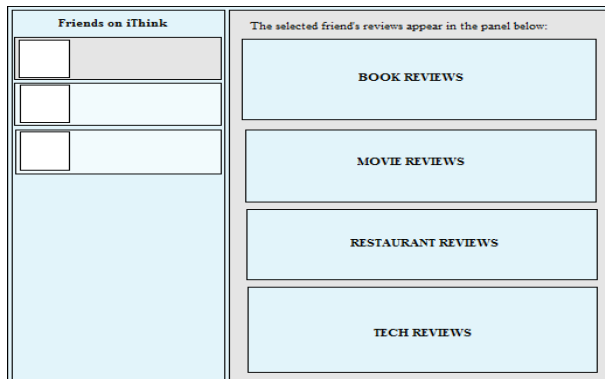 Friends on iThink
The selected friend's reviews appear in the panel below:
BOOK REVIEWS
MOVIE REVIEWS
RESTAURANT REVIEWS
TECH REVIEWS